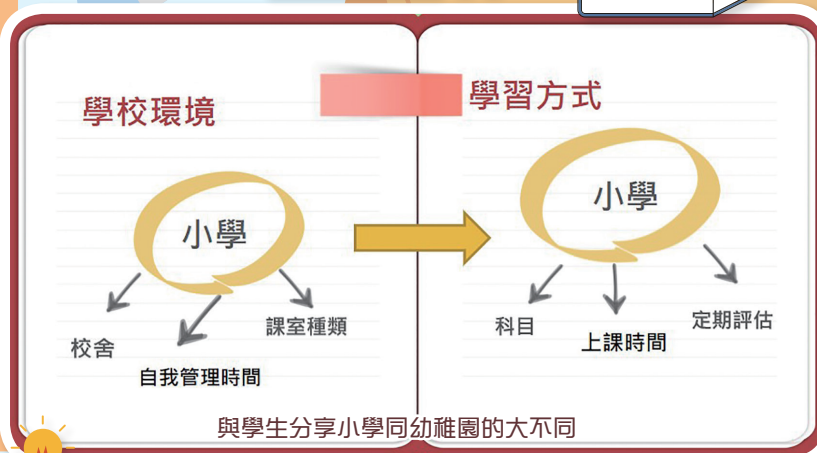 學校環境
小學
校舍
自我管理時間
課室種類
學習方式
小學
科目
上課時間
定期評估
與學生分享小學同幼稚園的大不同